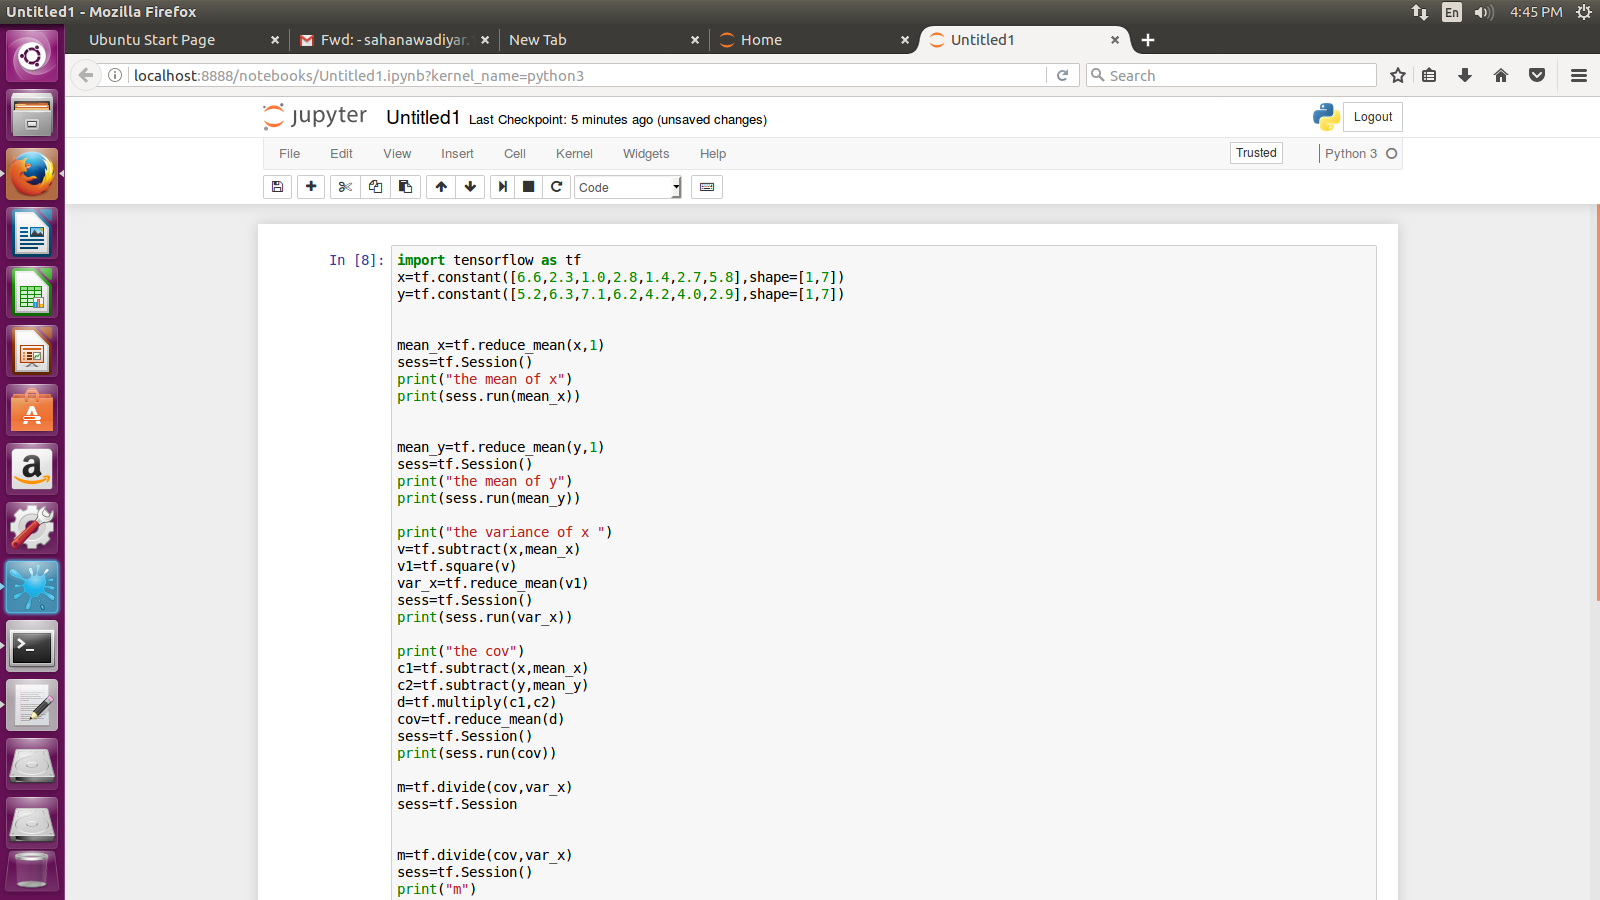 Untitled1 - Mozilla Firefox
En
4:45 PM
Ubuntu Start Page
Fwd: - sahanawadiyar.
New Tab
Home
Untitled1
localhost:8888/notebooks/Untitled1.ipynb?kernel_name=python3
Search
jupyter
Untitled1
Last Checkpoint: 5 minutes ago (unsaved changes)
Logout
File
Edit
View
Insert
Cell
Kernel
Widgets
Help
Trusted
Python 3
Code
In [8]:
import tensorflow as tf
x=tf.constant([6.6,2.3,1.0,2.8,1.4,2.7,5.8],shape=[1,7])
y=tf.constant([5.2,6.3,7.1,6.2,4.2,4.0,2.9],shape=[1,7])
mean_x=tf.reduce_mean(x,1)
sess=tf.Session()
print("the mean of x")
print(sess.run(mean_x))
mean_y=tf.reduce_mean(y,1)
sess=tf.Session()
print("the mean of y")
print(sess.run(mean_y))
print("the variance of x ")
v=tf.subtract(x,mean_x)
v1=tf.square(v)
var_x=tf.reduce_mean(v1)
sess=tf.Session()
print(sess.run(var_x))
print("the cov")
c1=tf.subtract(x,mean_x)
c2=tf.subtract(y,mean_y)
d=tf.multiply(c1,c2)
cov=tf.reduce_mean(d)
sess=tf.Session()
print(sess.run(cov))
m=tf.divide(cov,var_x)
sess=tf.Session
m=tf.divide(cov,var_x)
sess=tf.Session()
print("m")